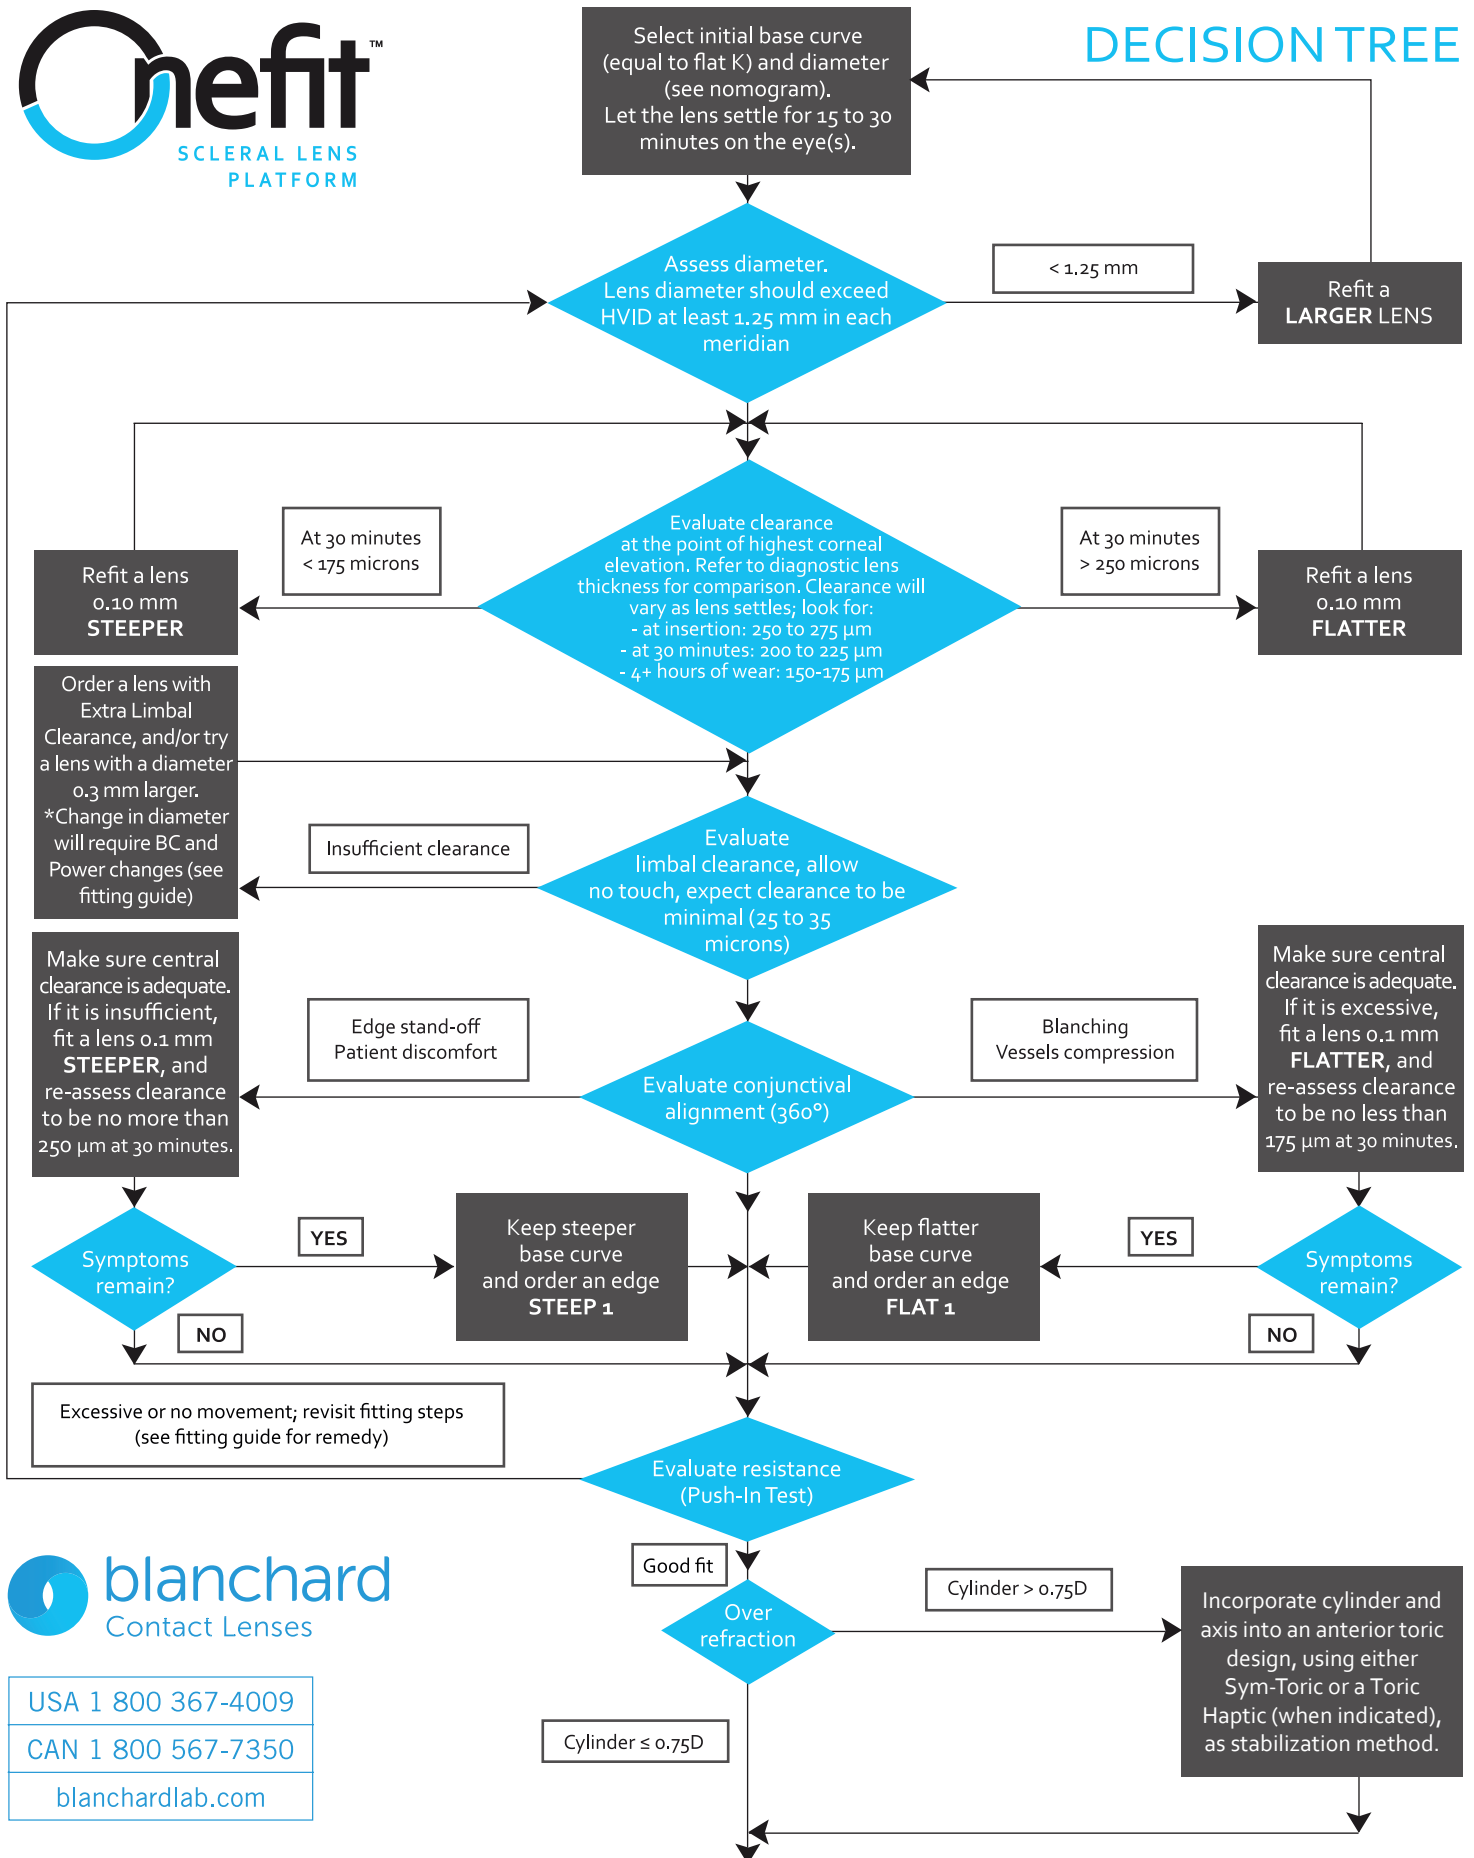 Onefit™
SCLERAL LENS
PLATFORM
DECISION TREE
Select initial base curve
(equal to flat K) and diameter
(see nomogram).
Let the lens settle for 15 to 30
minutes on the eye(s).
Assess diameter.
Lens diameter should exceed
HVID at least 1.25 mm in each
meridian
< 1.25 mm
Refit a
LARGER LENS
Evaluate clearance
at the point of highest corneal
elevation. Refer to diagnostic lens
thickness for comparison. Clearance will
vary as lens settles; look for:
- at insertion: 250 to 275 µm
- at 30 minutes: 200 to 225 µm
- 4+ hours of wear: 150-175 µm
At 30 minutes
< 175 microns
Refit a lens
0.10 mm
STEEPER
At 30 minutes
> 250 microns
Refit a lens
0.10 mm
FLATTER
Order a lens with
Extra Limbal
Clearance, and/or try
a lens with a diameter
0.3 mm larger.
*Change in diameter
will require BC and
Power changes (see
fitting guide)
Insufficient clearance
Evaluate
limbal clearance, allow
no touch, expect clearance to be
minimal (25 to 35
microns)
Make sure central
clearance is adequate.
If it is insufficient,
fit a lens 0.1 mm
STEEPER, and
re-assess clearance
to be no more than
250 µm at 30 minutes.
Edge stand-off
Patient discomfort
Evaluate conjunctival
alignment (360°)
Blanching
Vessels compression
Make sure central
clearance is adequate.
If it is excessive,
fit a lens 0.1 mm
FLATTER, and
re-assess clearance
to be no less than
175 µm at 30 minutes.
Symptoms
remain?
YES
NO
Keep steeper
base curve
and order an edge
STEEP 1
Keep flatter
base curve
and order an edge
FLAT 1
YES
Symptoms
remain?
NO
Excessive or no movement; revisit fitting steps
(see fitting guide for remedy)
Evaluate resistance
(Push-In Test)
Good fit
Over
refraction
Cylinder > 0.75D
Incorporate cylinder and
axis into an anterior toric
design, using either
Sym-Toric or a Toric
Haptic (when indicated),
as stabilization method.
Cylinder ≤ 0.75D
blanchard
Contact Lenses
USA 1 800 367-4009
CAN 1 800 567-7350
blanchardlab.com